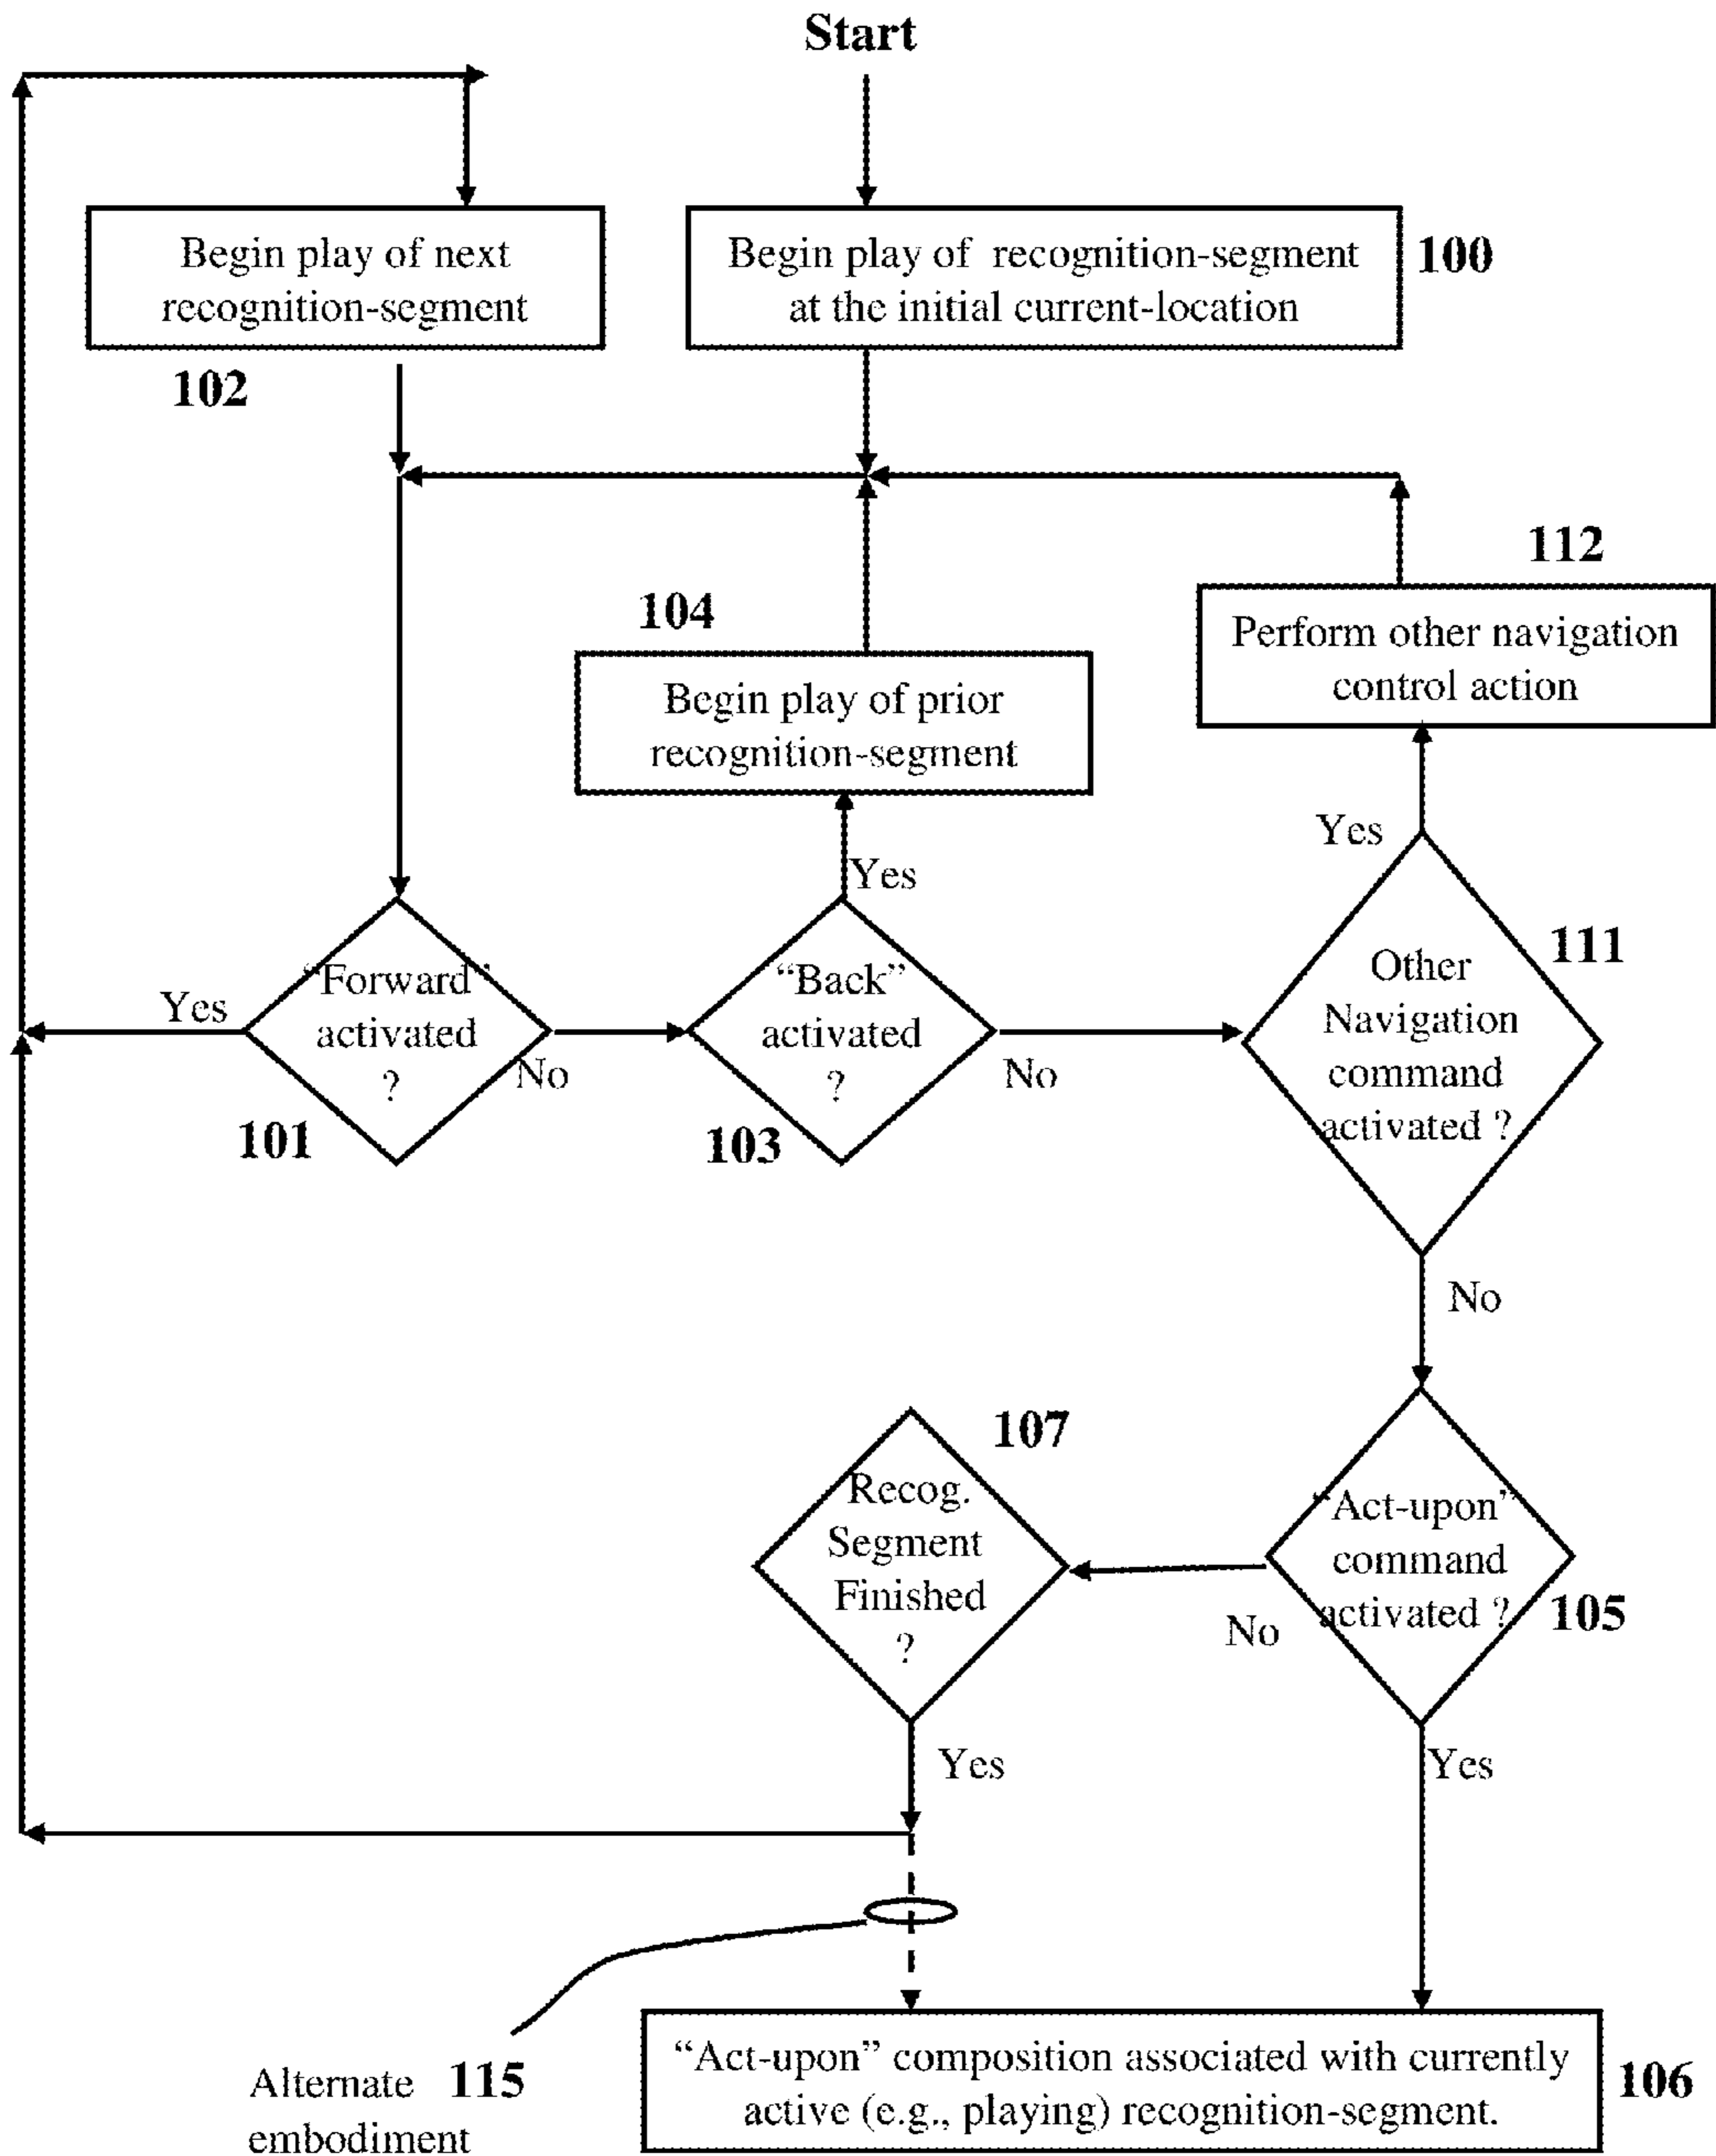 Start
Begin play of next
recognition-segment
102
Begin play of recognition-segment
at the initial current-location
100
112
Perform other navigation
control action
104
Begin play of prior
recognition-segment
Yes
Yes
Yes
“Forward”
activated
?
No
101
“Back”
activated
?
No
103
Other
Navigation
command
activated ?
111
No
107
Recog.
Segment
Finished
?
“Act-upon”
command
activated ?
105
No
Yes
Yes
Alternate 115
embodiment
“Act-upon” composition associated with currently
active (e.g., playing) recognition-segment.
106